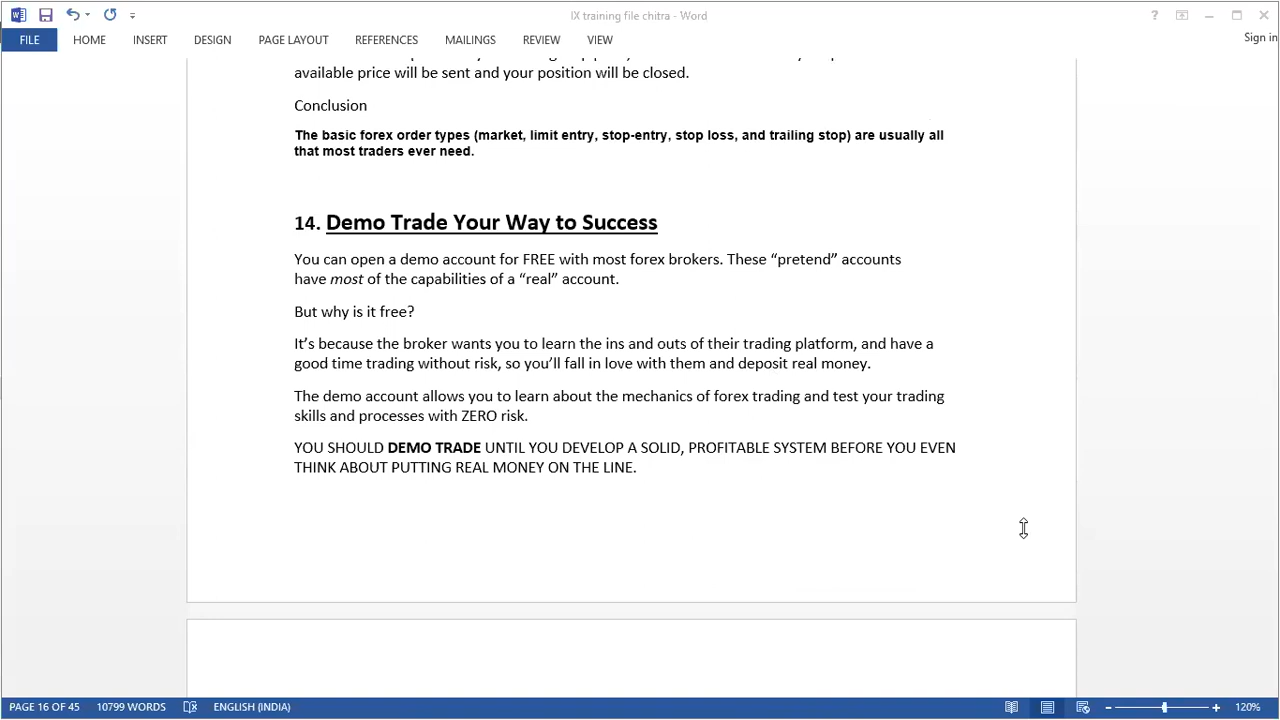 IX training file chitra - Word
?
Sign in
FILE HOME INSERT DESIGN PAGE LAYOUT REFERENCES MAILINGS REVIEW VIEW
available price will be sent and your position will be closed.
Conclusion
The basic forex order types (market, limit entry, stop-entry, stop loss, and trailing stop) are usually all
that most traders ever need.
14. Demo Trade Your Way to Success
You can open a demo account for FREE with most forex brokers. These “pretend” accounts
have most of the capabilities of a “real” account.
But why is it free?
It’s because the broker wants you to learn the ins and outs of their trading platform, and have a
good time trading without risk, so you’ll fall in love with them and deposit real money.
The demo account allows you to learn about the mechanics of forex trading and test your trading
skills and processes with ZERO risk.
YOU SHOULD DEMO TRADE UNTIL YOU DEVELOP A SOLID, PROFITABLE SYSTEM BEFORE YOU EVEN
THINK ABOUT PUTTING REAL MONEY ON THE LINE.
PAGE 16 OF 45 10799 WORDS ENGLISH (INDIA) 120%